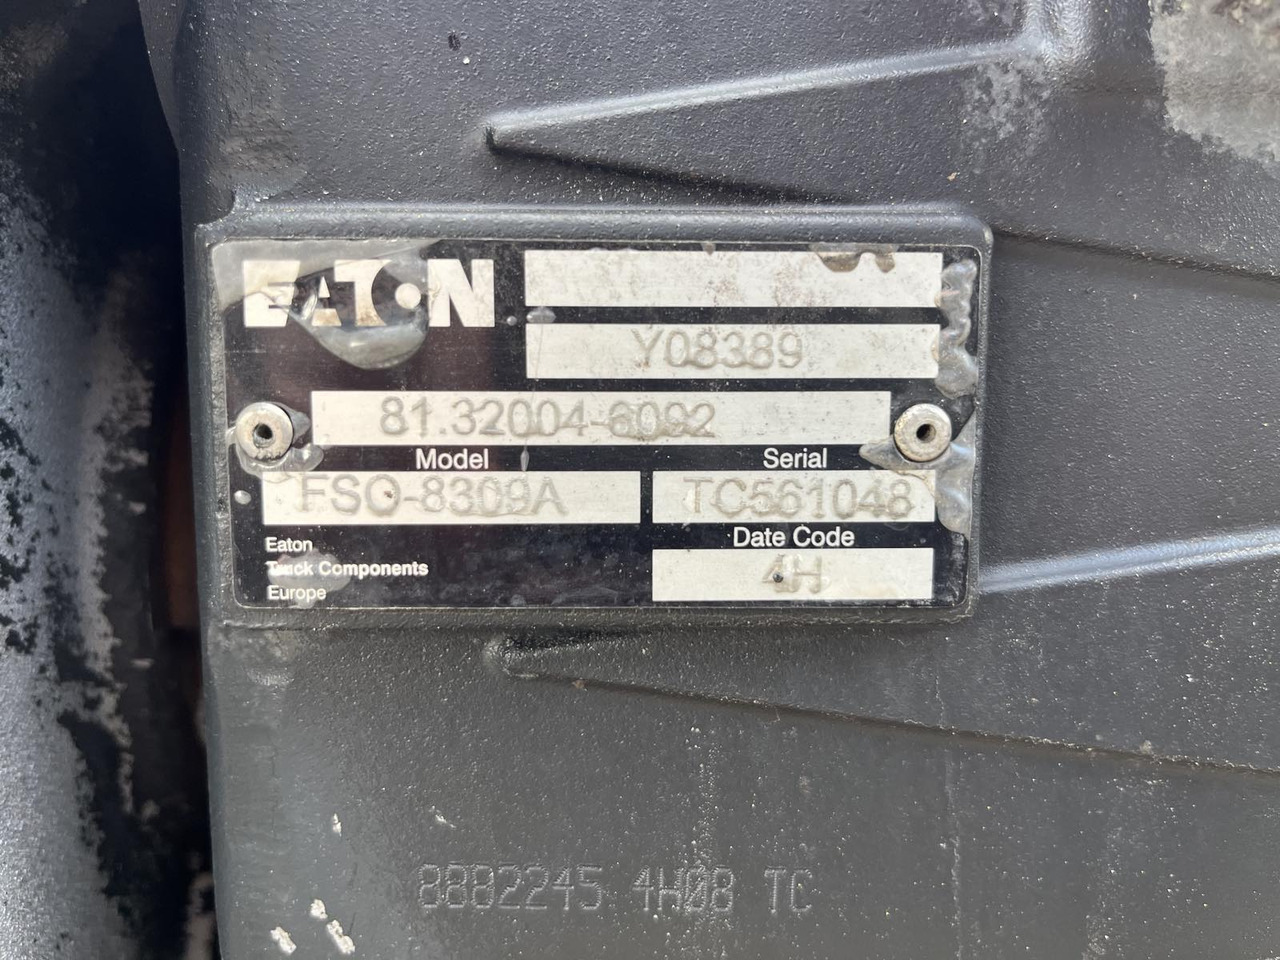 EATON
Y08389
81.32004-6092
Model Serial
FSO-8309A TC561048
Eaton Date Code
Truck Components
Europe 4H
8882245 4H08 TC